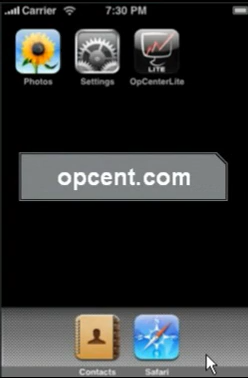 Carrier 7:30 PM
LITE
Photos Settings OpCenterLite
opcent.com
Contacts Safari